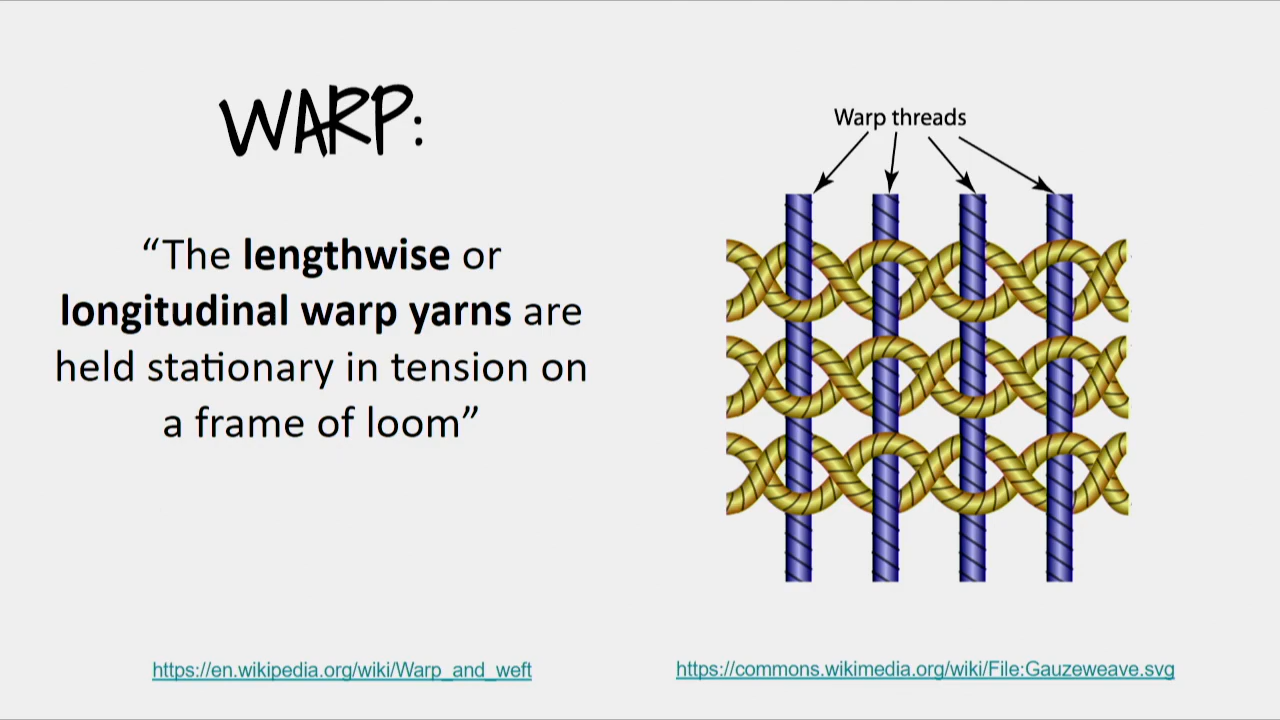 WARP:
“The lengthwise or
longitudinal warp yarns are
held stationary in tension on
a frame of loom”
Warp threads
https://en.wikipedia.org/wiki/Warp_and_weft
https://commons.wikimedia.org/wiki/File:Gauzeweave.svg